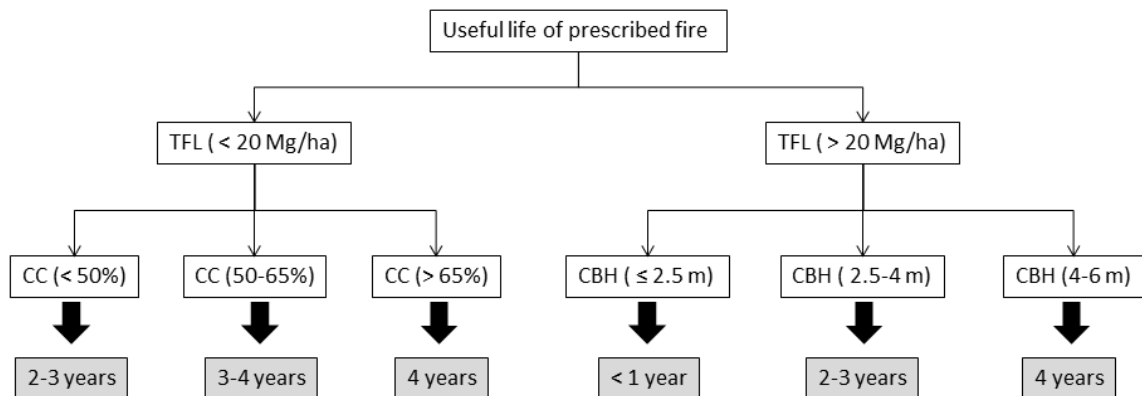 Useful life of prescribed fire
TFL ( < 20 Mg/ha)
TFL ( > 20 Mg/ha)
CC (< 50%)
CC (50-65%)
CC (> 65%)
CBH ( ≤ 2.5 m)
CBH ( 2.5-4 m)
CBH (4-6 m)
2-3 years
3-4 years
4 years
< 1 year
2-3 years
4 years